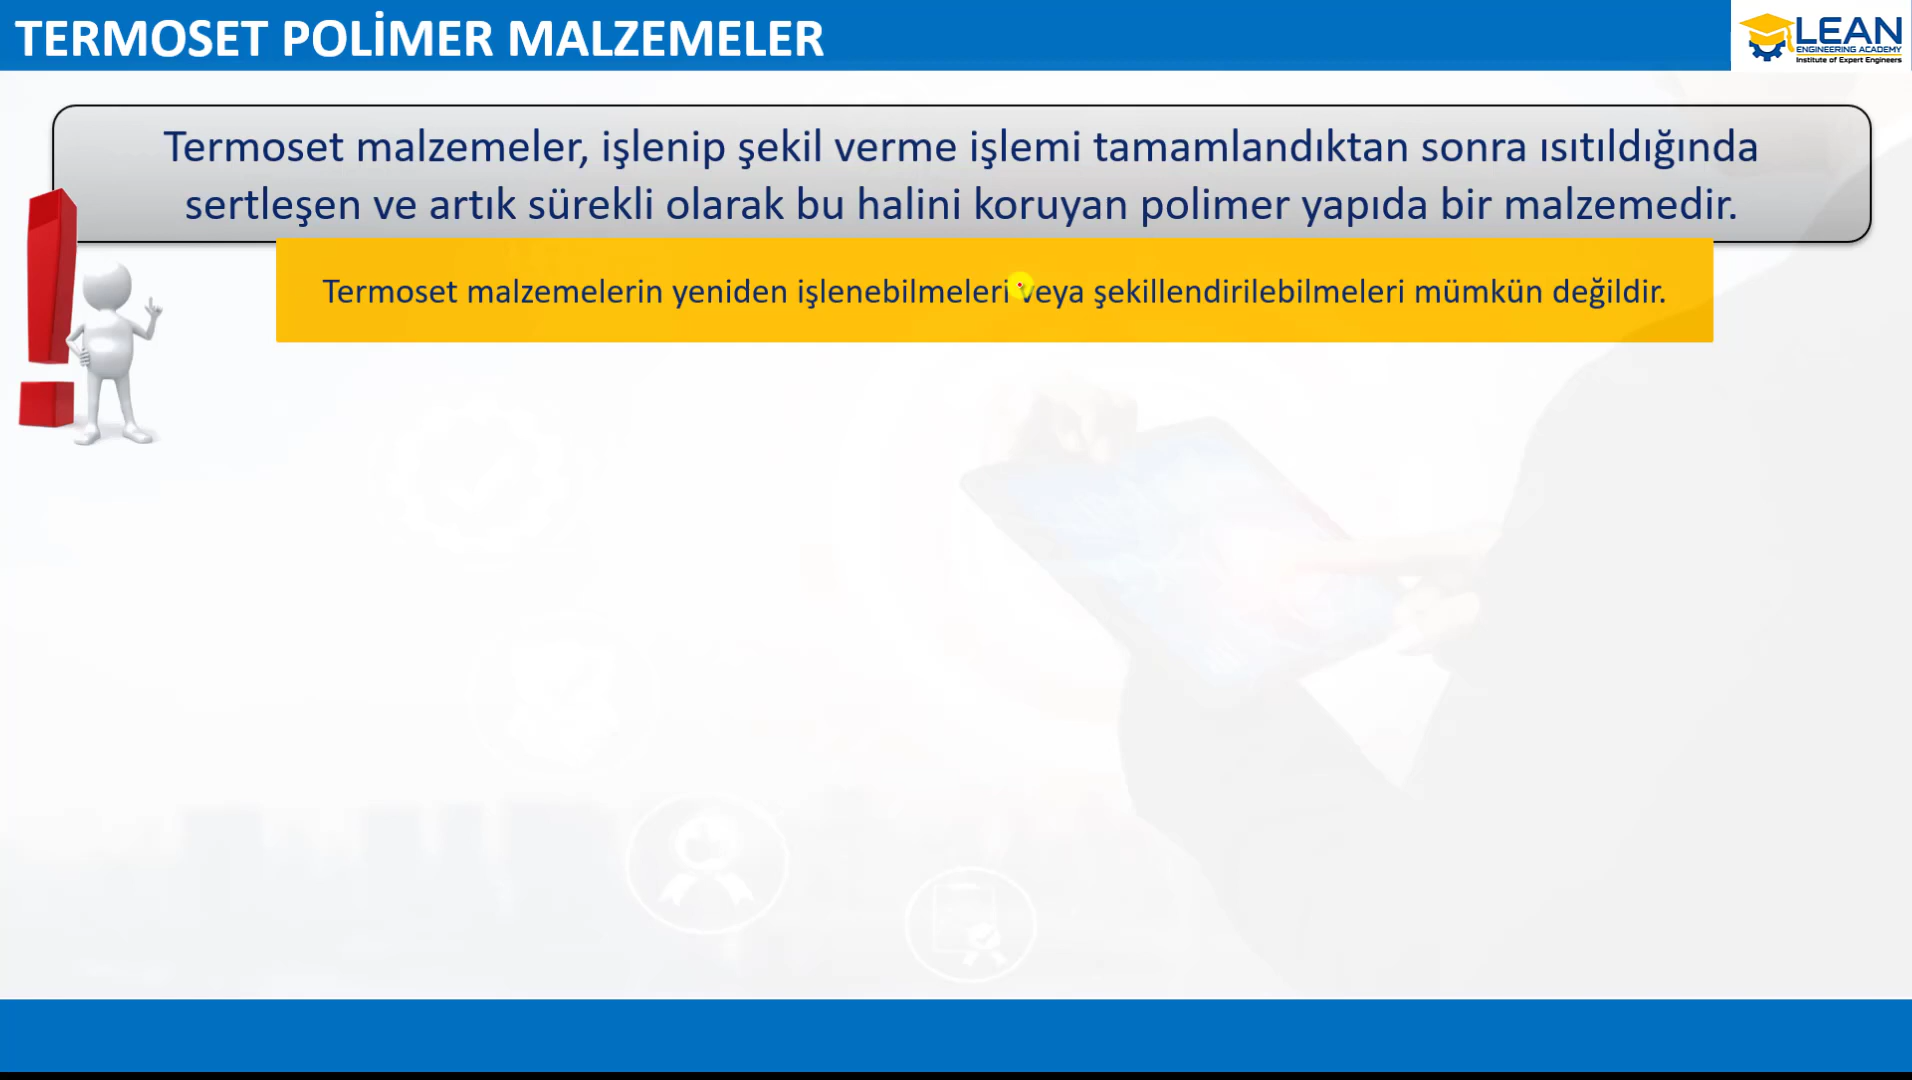 TERMOSET POLİMER MALZEMELER
LEAN
ENGINEERING ACADEMY
Institute of Expert Engineers
Termoset malzemeler, işlenip şekil verme işlemi tamamlandıktan sonra ısıtıldığında
sertleşen ve artık sürekli olarak bu halini koruyan polimer yapıda bir malzemedir.
Termoset malzemelerin yeniden işlenebilmeleri veya şekillendirilebilmeleri mümkün değildir.